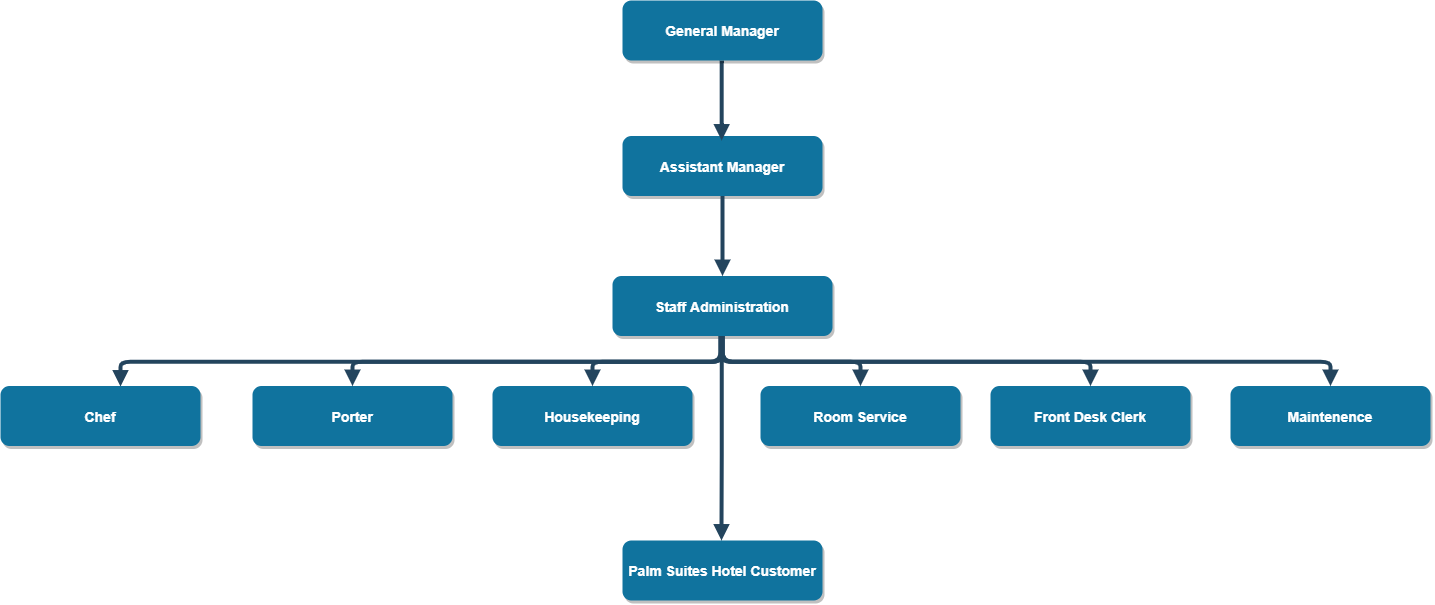 General Manager
Assistant Manager
Staff Administration
Chef
Porter
Housekeeping
Room Service
Front Desk Clerk
Maintenence
Palm Suites Hotel Customer